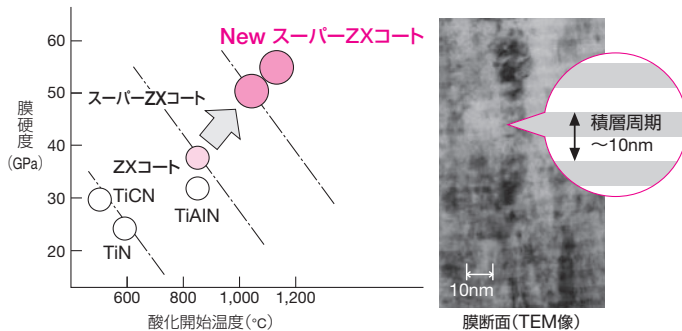 New スーパーZXコート
スーパーZXコート
ZXコート
TiCN
TiN
TiAlN
膜硬度
(GPa)
60
50
40
30
20
600
800
1,000
1,200
酸化開始温度(℃)
積層周期
～10nm
10nm
膜断面(TEM像)